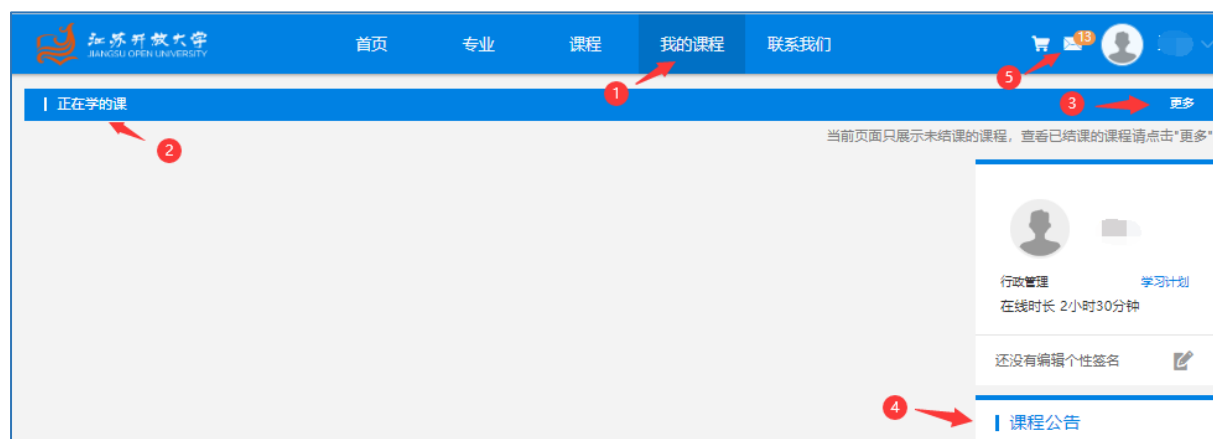 江苏开放大学
JIANGSU OPEN UNIVERSITY
首页 专业 课程 我的课程 联系我们 13
1 5
正在学的课 3 更多
2
当前页面只展示未结课的课程，查看已结课的课程请点击"更多"
行政管理 学习计划
在线时长 2小时30分钟
还没有编辑个性签名
4
课程公告